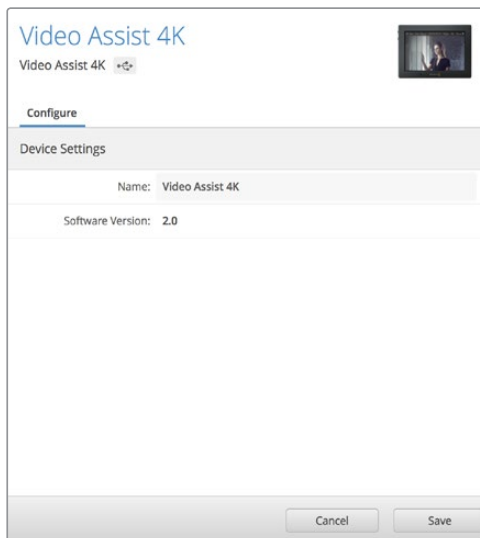 Video Assist 4K
Video Assist 4K
Configure
Device Settings
Name: Video Assist 4K
Software Version: 2.0
Cancel Save